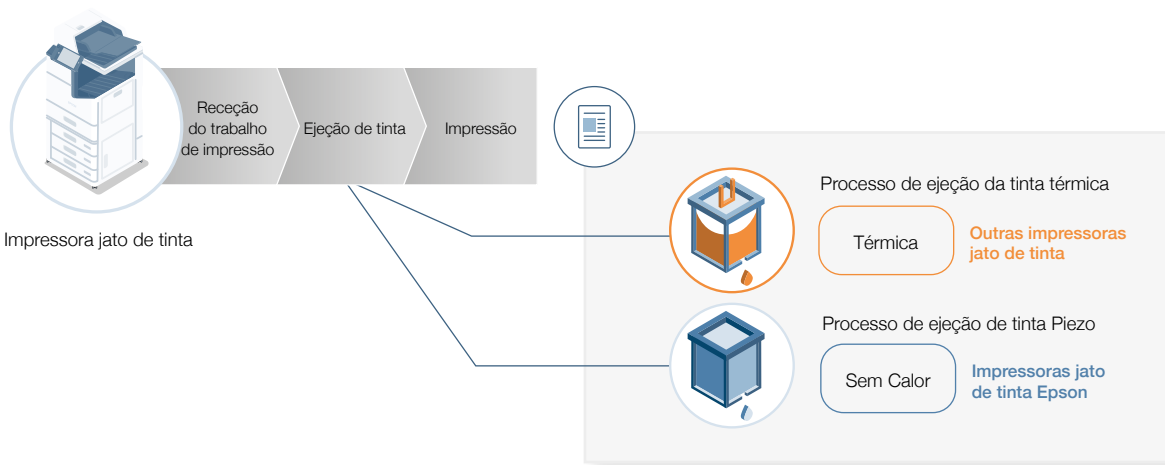 Receção
do trabalho
de impressão
Ejeção de tinta
Impressão
Impressora jato de tinta
Processo de ejeção da tinta térmica
Térmica
Outras impressoras
jato de tinta
Processo de ejeção de tinta Piezo
Sem Calor
Impressoras jato
de tinta Epson